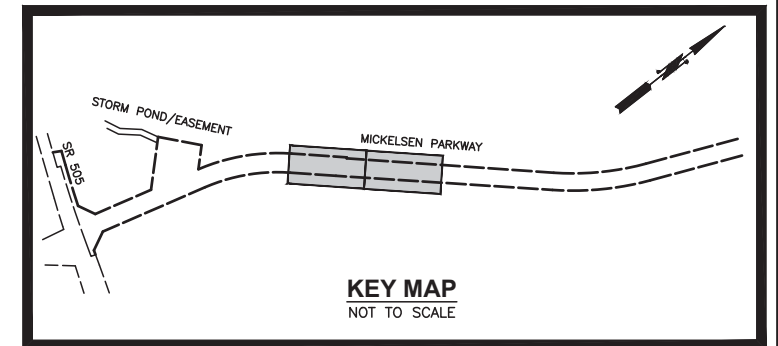 STORM POND/EASEMENT
MICKELSEN PARKWAY
SR 505
KEY MAP
NOT TO SCALE